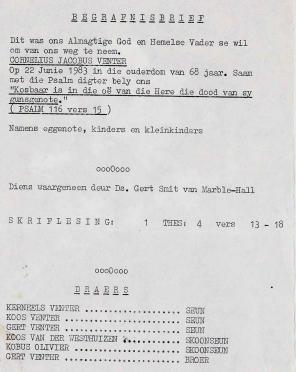 B E G R A F N I S B R I E F
Dit was ons Almagtige God en Hemelse Vader se wil
om van ons weg te neem.
CORNELIUS JACOBUS VENTER
Op 22 Junie 1983 in die ouderdom van 68 jaar. Saam
met die Psalm digter bely ons
"Kosbaar is in die oë van die Here die dood van sy
gunsgenote."
( PSALM 116 vers 15 )
Namens eggenote, kinders en kleinkinders
oooOooo
Diens waargeneem deur Ds. Gert Smit van Marble-Hall
S K R I F L E S I N G : 1 THES: 4 vers 13 - 18
oooOooo
D R A E R S
KERNEELS VENTER .................. SEUN
KOOS VENTER ...................... SEUN
GERT VENTER ...................... SEUN
KOOS VAN DER WESTHUIZEN .......... SKOONSEUN
KOBUS OLIVIER .................... SKOONSEUN
GERT VENTER ...................... BROER